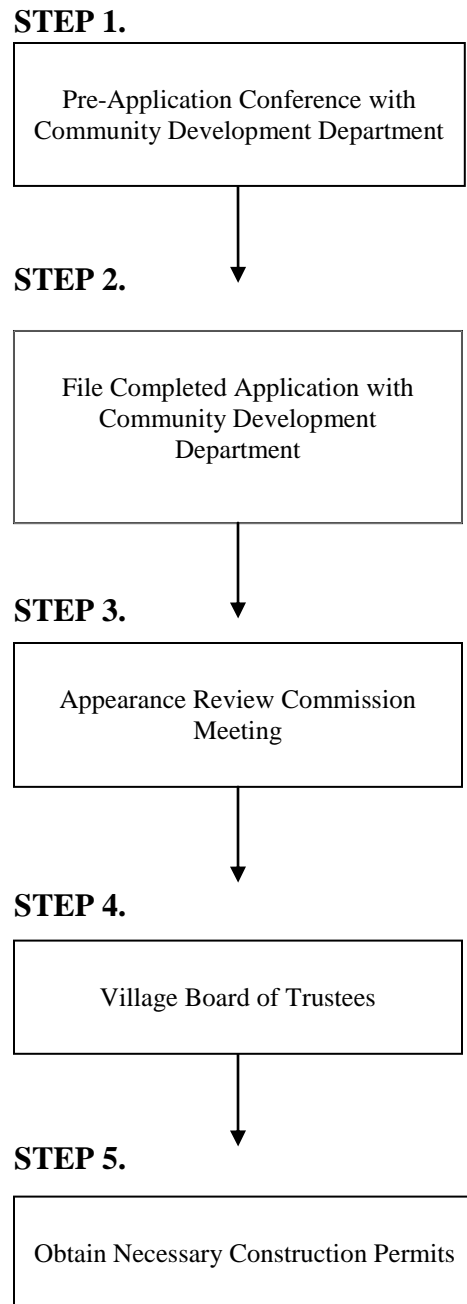 STEP 1.
Pre-Application Conference with
Community Development Department
STEP 2.
File Completed Application with
Community Development
Department
STEP 3.
Appearance Review Commission
Meeting
STEP 4.
Village Board of Trustees
STEP 5.
Obtain Necessary Construction Permits